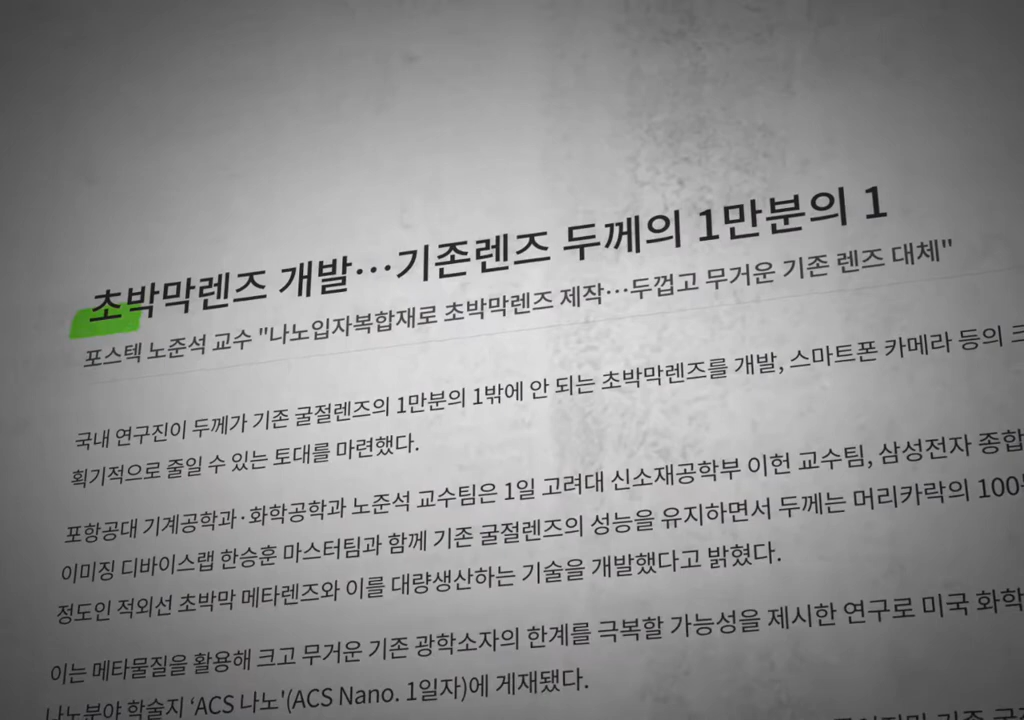 초박막렌즈 개발…기존렌즈 두께의 1만분의 1
포스텍 노준석 교수 "나노입자복합재로 초박막렌즈 제작…두껍고 무거운 기존 렌즈 대체"
국내 연구진이 두께가 기존 굴절렌즈의 1만분의 1밖에 안 되는 초박막렌즈를 개발, 스마트폰 카메라 등의
획기적으로 줄일 수 있는 토대를 마련했다.
포항공대 기계공학과·화학공학과 노준석 교수팀은 1일 고려대 신소재공학부 이헌 교수팀, 삼성전자 종합
이미징 디바이스랩 한승훈 마스터팀과 함께 기존 굴절렌즈의 성능을 유지하면서 두께는 머리카락의 100
정도인 적외선 초박막 메타렌즈와 이를 대량생산하는 기술을 개발했다고 밝혔다.
이는 메타물질을 활용해 크고 무거운 기존 광학소자의 한계를 극복할 가능성을 제시한 연구로 미국 화학
나노분야 학술지 ‘ACS 나노'(ACS Nano. 1일자)에 게재됐다.